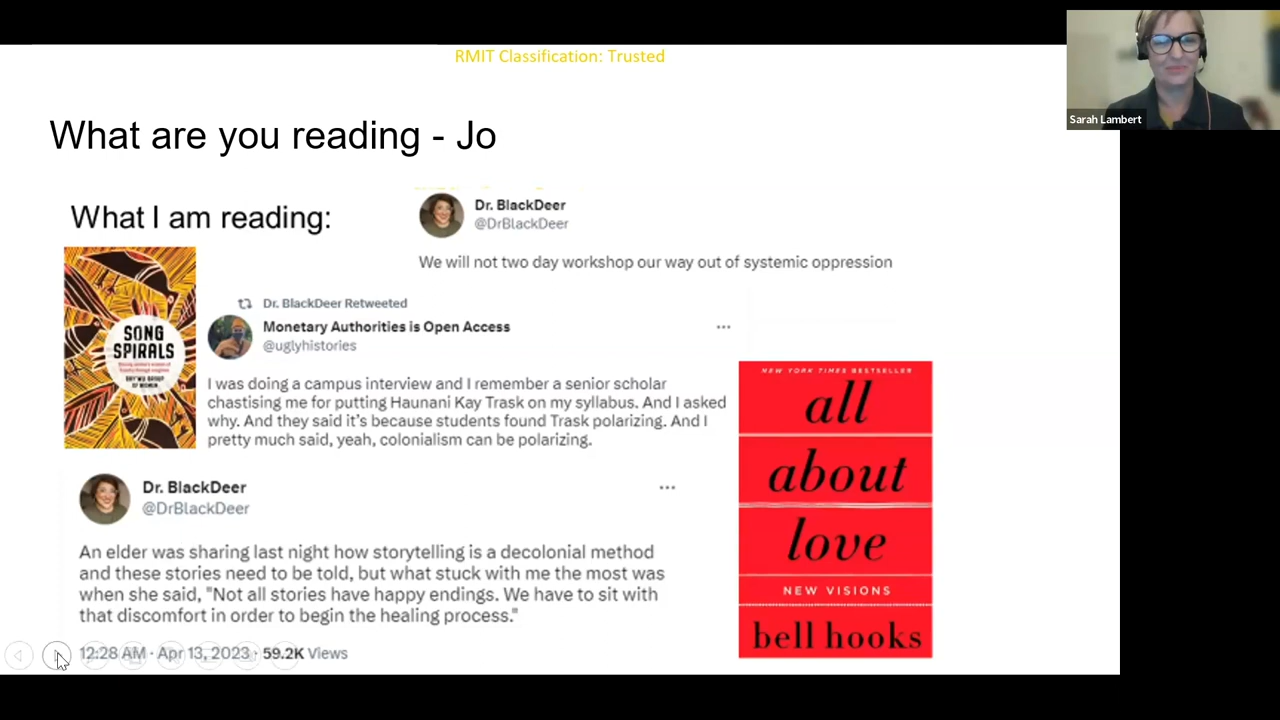 RMIT Classification: Trusted
Sarah Lambert
What are you reading - Jo
What I am reading:
Dr. BlackDeer
@DrBlackDeer
We will not two day workshop our way out of systemic oppression
SONG
SPIRALS
GAY'WU GROUP
OF WOMEN
Dr. BlackDeer Retweeted
Monetary Authorities is Open Access
@uglyhistories
I was doing a campus interview and I remember a senior scholar
chastising me for putting Haunani Kay Trask on my syllabus. And I asked
why. And they said it's because students found Trask polarizing. And I
pretty much said, yeah, colonialism can be polarizing.
NEW YORK TIMES BESTSELLER
all
about
love
NEW VISIONS
bell hooks
Dr. BlackDeer
@DrBlackDeer
An elder was sharing last night how storytelling is a decolonial method
and these stories need to be told, but what stuck with me the most was
when she said, "Not all stories have happy endings. We have to sit with
that discomfort in order to begin the healing process."
12:28 AM · Apr 13, 2023 · 59.2K Views